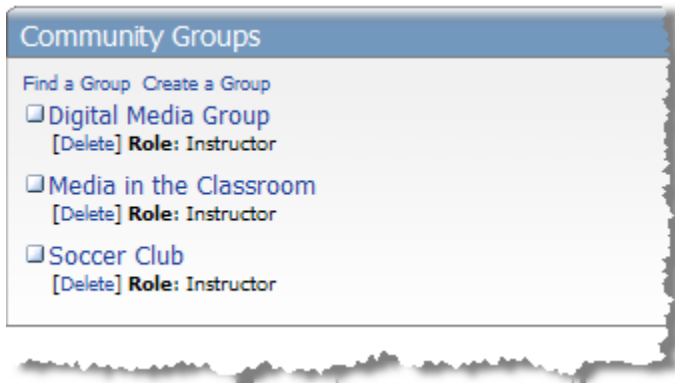 Community Groups
Find a Group Create a Group
Digital Media Group
[Delete] Role: Instructor
Media in the Classroom
[Delete] Role: Instructor
Soccer Club
[Delete] Role: Instructor